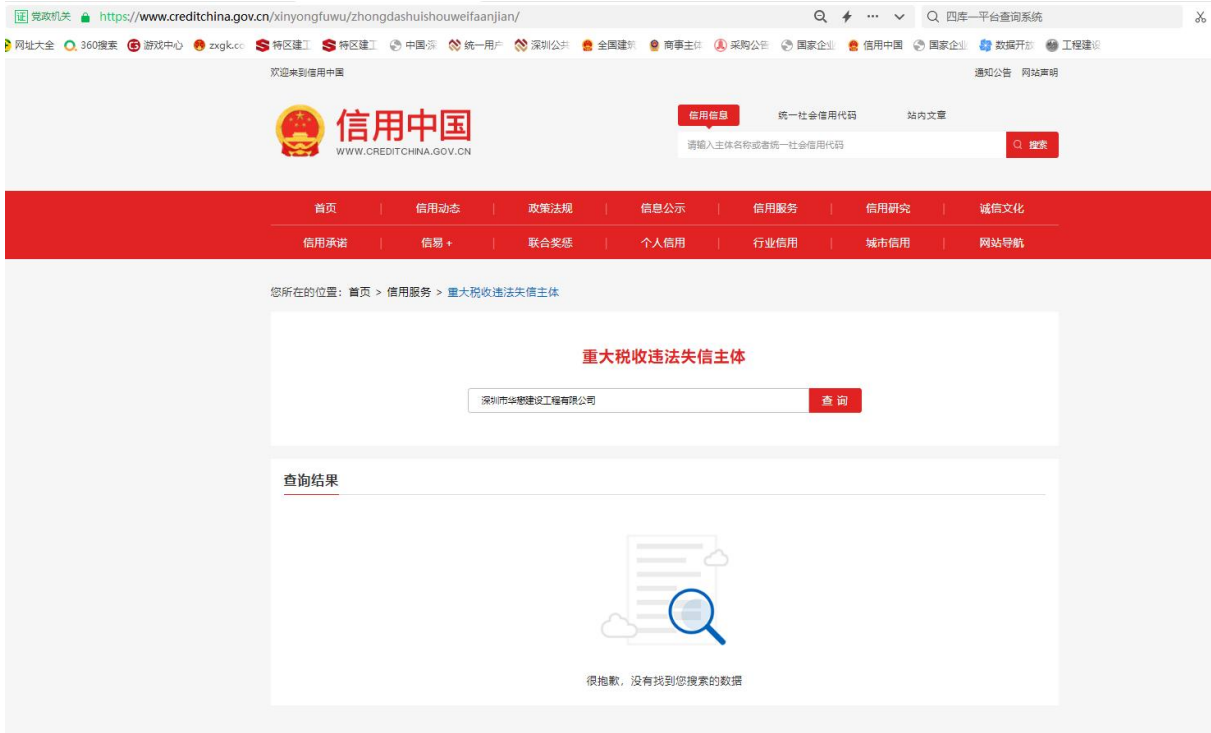 证 党政机关 https://www.creditchina.gov.cn/xinyongfuwu/zhongdashuishouweifaanjian/ 四库一平台查询系统
网址大全 360搜索 游戏中心 zxgk.cc 特区建工 特区建工 中国·深 统一用户 深圳公共 全国建筑 商事主体 采购公告 国家企业 信用中国 国家企业 数据开放 工程建设
欢迎来到信用中国 通知公告 网站声明
信用信息 统一社会信用代码 站内文章
信用中国
WWW.CREDITCHINA.GOV.CN
请输入主体名称或者统一社会信用代码 搜索
首页 信用动态 政策法规 信息公示 信用服务 信用研究 诚信文化
信用承诺 信易+ 联合奖惩 个人信用 行业信用 城市信用 网站导航
您所在的位置：首页 > 信用服务 > 重大税收违法失信主体
重大税收违法失信主体
深圳市华懋建设工程有限公司 查询
查询结果
很抱歉，没有找到您搜索的数据